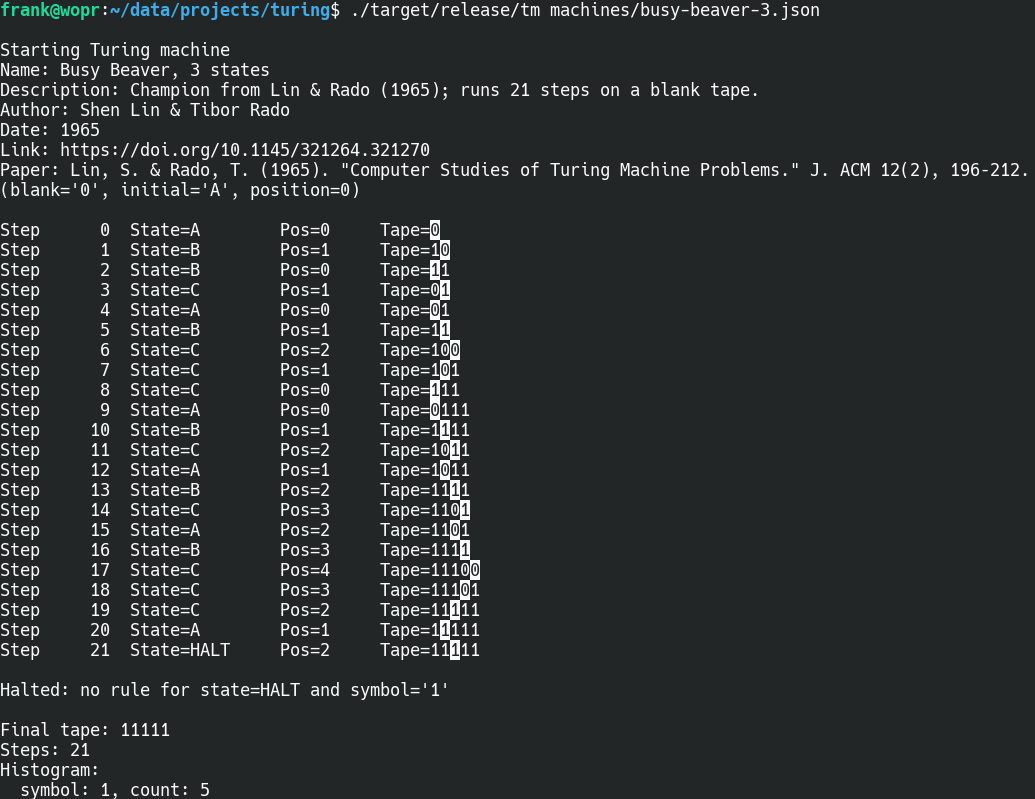 frank@wopr:~/data/projects/turing$ ./target/release/tm machines/busy-beaver-3.json
Starting Turing machine
Name: Busy Beaver, 3 states
Description: Champion from Lin & Rado (1965); runs 21 steps on a blank tape.
Author: Shen Lin & Tibor Rado
Date: 1965
Link: https://doi.org/10.1145/321264.321270
Paper: Lin, S. & Rado, T. (1965). "Computer Studies of Turing Machine Problems." J. ACM 12(2), 196-212.
(blank='0', initial='A', position=0)
Step      0  State=A        Pos=0     Tape=0
Step      1  State=B        Pos=1     Tape=10
Step      2  State=B        Pos=0     Tape=11
Step      3  State=C        Pos=1     Tape=01
Step      4  State=A        Pos=0     Tape=01
Step      5  State=B        Pos=1     Tape=11
Step      6  State=C        Pos=2     Tape=100
Step      7  State=C        Pos=1     Tape=101
Step      8  State=C        Pos=0     Tape=111
Step      9  State=A        Pos=0     Tape=0111
Step     10  State=B        Pos=1     Tape=1111
Step     11  State=C        Pos=2     Tape=1011
Step     12  State=A        Pos=1     Tape=1011
Step     13  State=B        Pos=2     Tape=1111
Step     14  State=C        Pos=3     Tape=1101
Step     15  State=A        Pos=2     Tape=1101
Step     16  State=B        Pos=3     Tape=1111
Step     17  State=C        Pos=4     Tape=11100
Step     18  State=C        Pos=3     Tape=11101
Step     19  State=C        Pos=2     Tape=11111
Step     20  State=A        Pos=1     Tape=11111
Step     21  State=HALT     Pos=2     Tape=11111
Halted: no rule for state=HALT and symbol='1'
Final tape: 11111
Steps: 21
Histogram:
  symbol: 1, count: 5